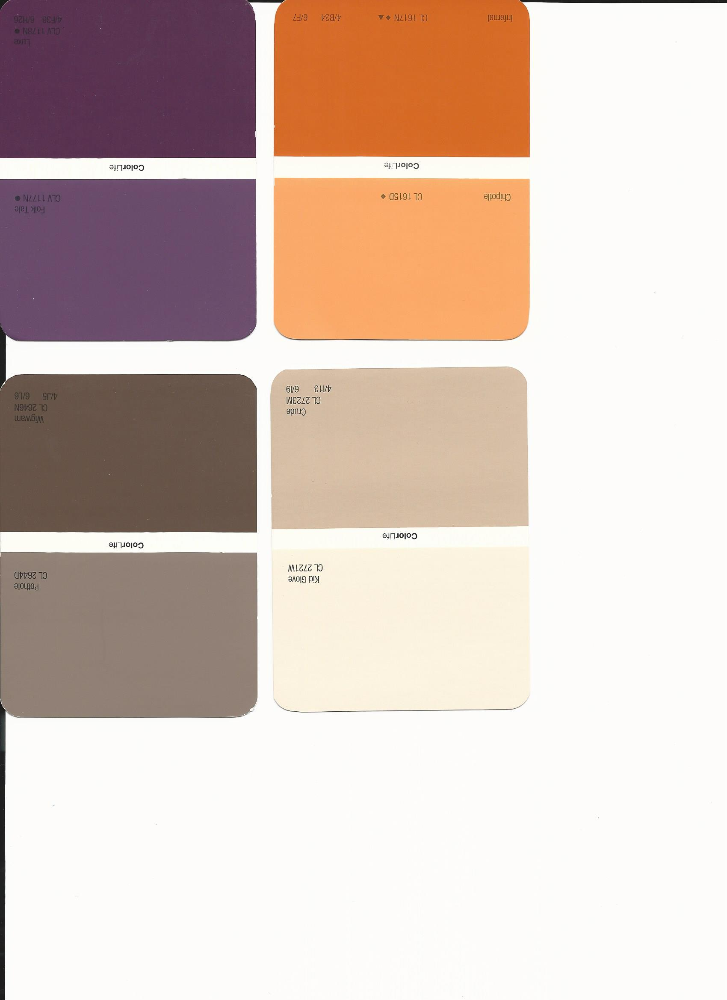 Kid Glove
CL 2721W
ColorLife
Crude
CL 2723M
4/I13 6/I9
Pothole
CL 2644D
ColorLife
Wigwam
CL 2646N
4/J5 6/L6
Chipotle CL 1615D ◆
ColorLife
Infernal CL 1617N ◆ ▲ 4/B34 6/F7
Folk Tale
CLV 1177N ●
ColorLife
Luxe
CLV 1178N ●
4/F38 6/H26